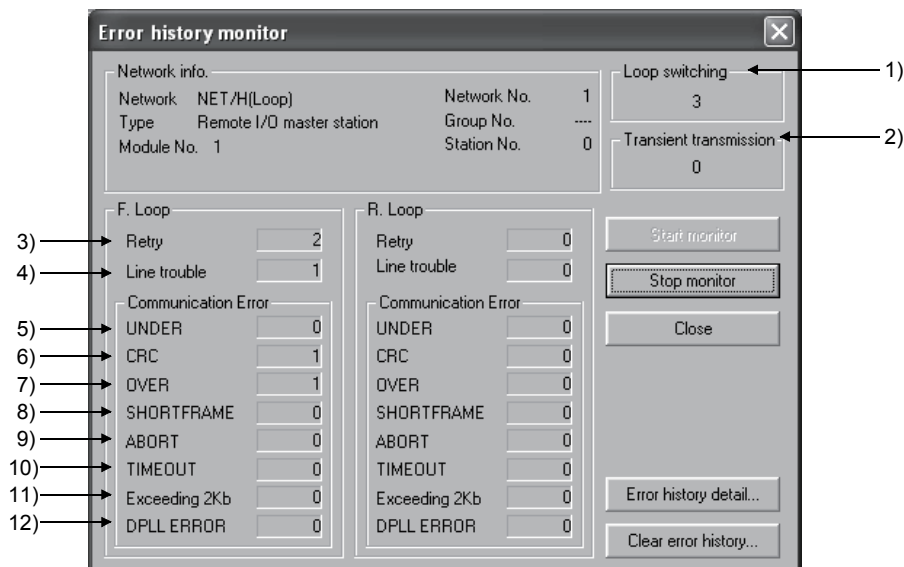 Error history monitor
Network info.
Network NET/H(Loop)
Type Remote I/O master station
Module No. 1
Network No. 1
Group No. ----
Station No. 0
Loop switching
3
1)
Transient transmission
0
2)
F. Loop
3) Retry 2
4) Line trouble 1
Communication Error
5) UNDER 0
6) CRC 1
7) OVER 1
8) SHORTFRAME 0
9) ABORT 0
10) TIMEOUT 0
11) Exceeding 2Kb 0
12) DPLL ERROR 0
R. Loop
Retry 0
Line trouble 0
Communication Error
UNDER 0
CRC 0
OVER 0
SHORTFRAME 0
ABORT 0
TIMEOUT 0
Exceeding 2Kb 0
DPLL ERROR 0
Start monitor
Stop monitor
Close
Error history detail...
Clear error history...